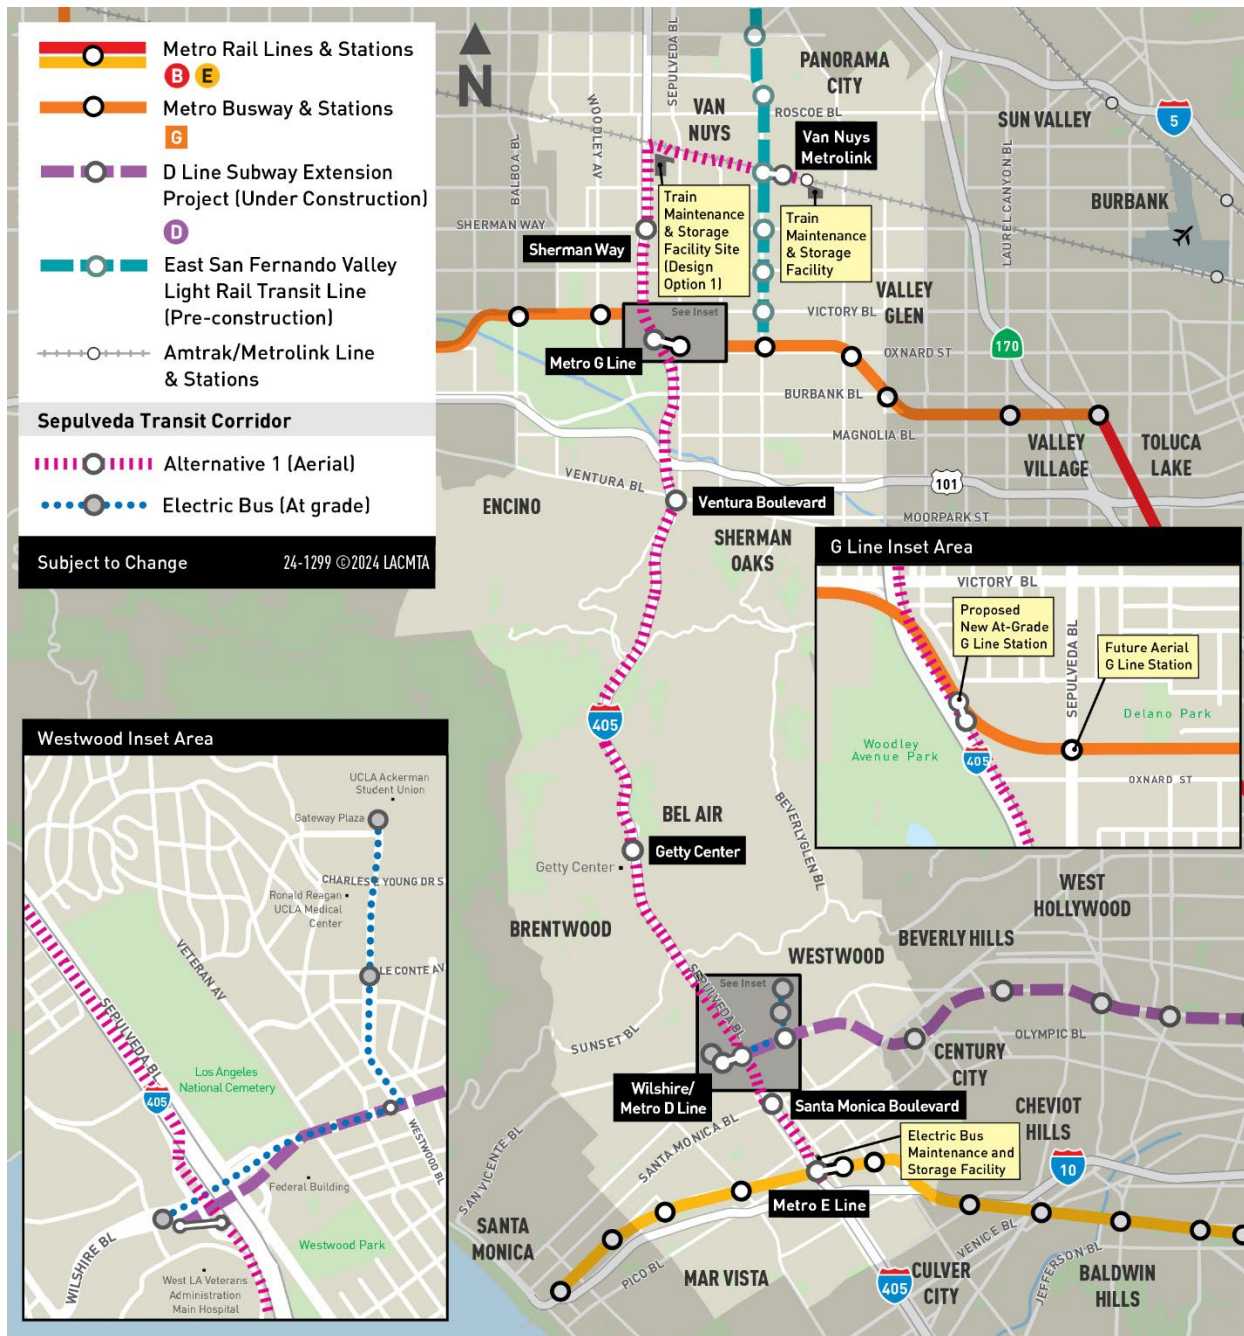 Metro Rail Lines & Stations
B E
Metro Busway & Stations
G
D Line Subway Extension
Project (Under Construction)
D
East San Fernando Valley
Light Rail Transit Line
(Pre-construction)
Amtrak/Metrolink Line
& Stations
Sepulveda Transit Corridor
Alternative 1 (Aerial)
Electric Bus (At grade)
Subject to Change
24-1299 ©2024 LACMTA
N
BALBOA BL
WOODLEY AV
SEPULVEDA BL
VAN
NUYS
PANORAMA
CITY
ROSCOE BL
Van Nuys
Metrolink
SUN VALLEY
5
LAUREL CANYON BL
BURBANK
SHERMAN WAY
Sherman Way
Train
Maintenance
& Storage
Facility Site
(Design
Option 1)
Train
Maintenance
& Storage
Facility
VALLEY
GLEN
See Inset
VICTORY BL
Metro G Line
OXNARD ST
170
BURBANK BL
MAGNOLIA BL
VALLEY
VILLAGE
TOLUCA
LAKE
VENTURA BL
ENCINO
Ventura Boulevard
101
MOORPARK ST
SHERMAN
OAKS
G Line Inset Area
VICTORY BL
Proposed
New At-Grade
G Line Station
SEPULVEDA BL
Future Aerial
G Line Station
Delano Park
Woodley
Avenue Park
405
OXNARD ST
405
BEL AIR
BEVERLYGLEN BL
Getty Center
Getty Center
BRENTWOOD
WEST
HOLLYWOOD
BEVERLY HILLS
WESTWOOD
See Inset
SEPULVEDA BL
SUNSET BL
OLYMPIC BL
CENTURY
CITY
Wilshire/
Metro D Line
Santa Monica Boulevard
CHEVIOT
HILLS
SANTA MONICA BL
Electric Bus
Maintenance and
Storage Facility
10
SAN VICENTE BL
Metro E Line
SANTA
MONICA
PICO BL
MAR VISTA
VENICE BL
JEFFERSON BL
405
CULVER
CITY
BALDWIN
HILLS
Westwood Inset Area
UCLA Ackerman
Student Union
Gateway Plaza
CHARLES E YOUNG DR S
Ronald Reagan
UCLA Medical
Center
VETERAN AV
LE CONTE AV
SEPULVEDA BL
Los Angeles
National Cemetery
405
WESTWOOD BL
Federal Building
WILSHIRE BL
Westwood Park
West LA Veterans
Administration
Main Hospital